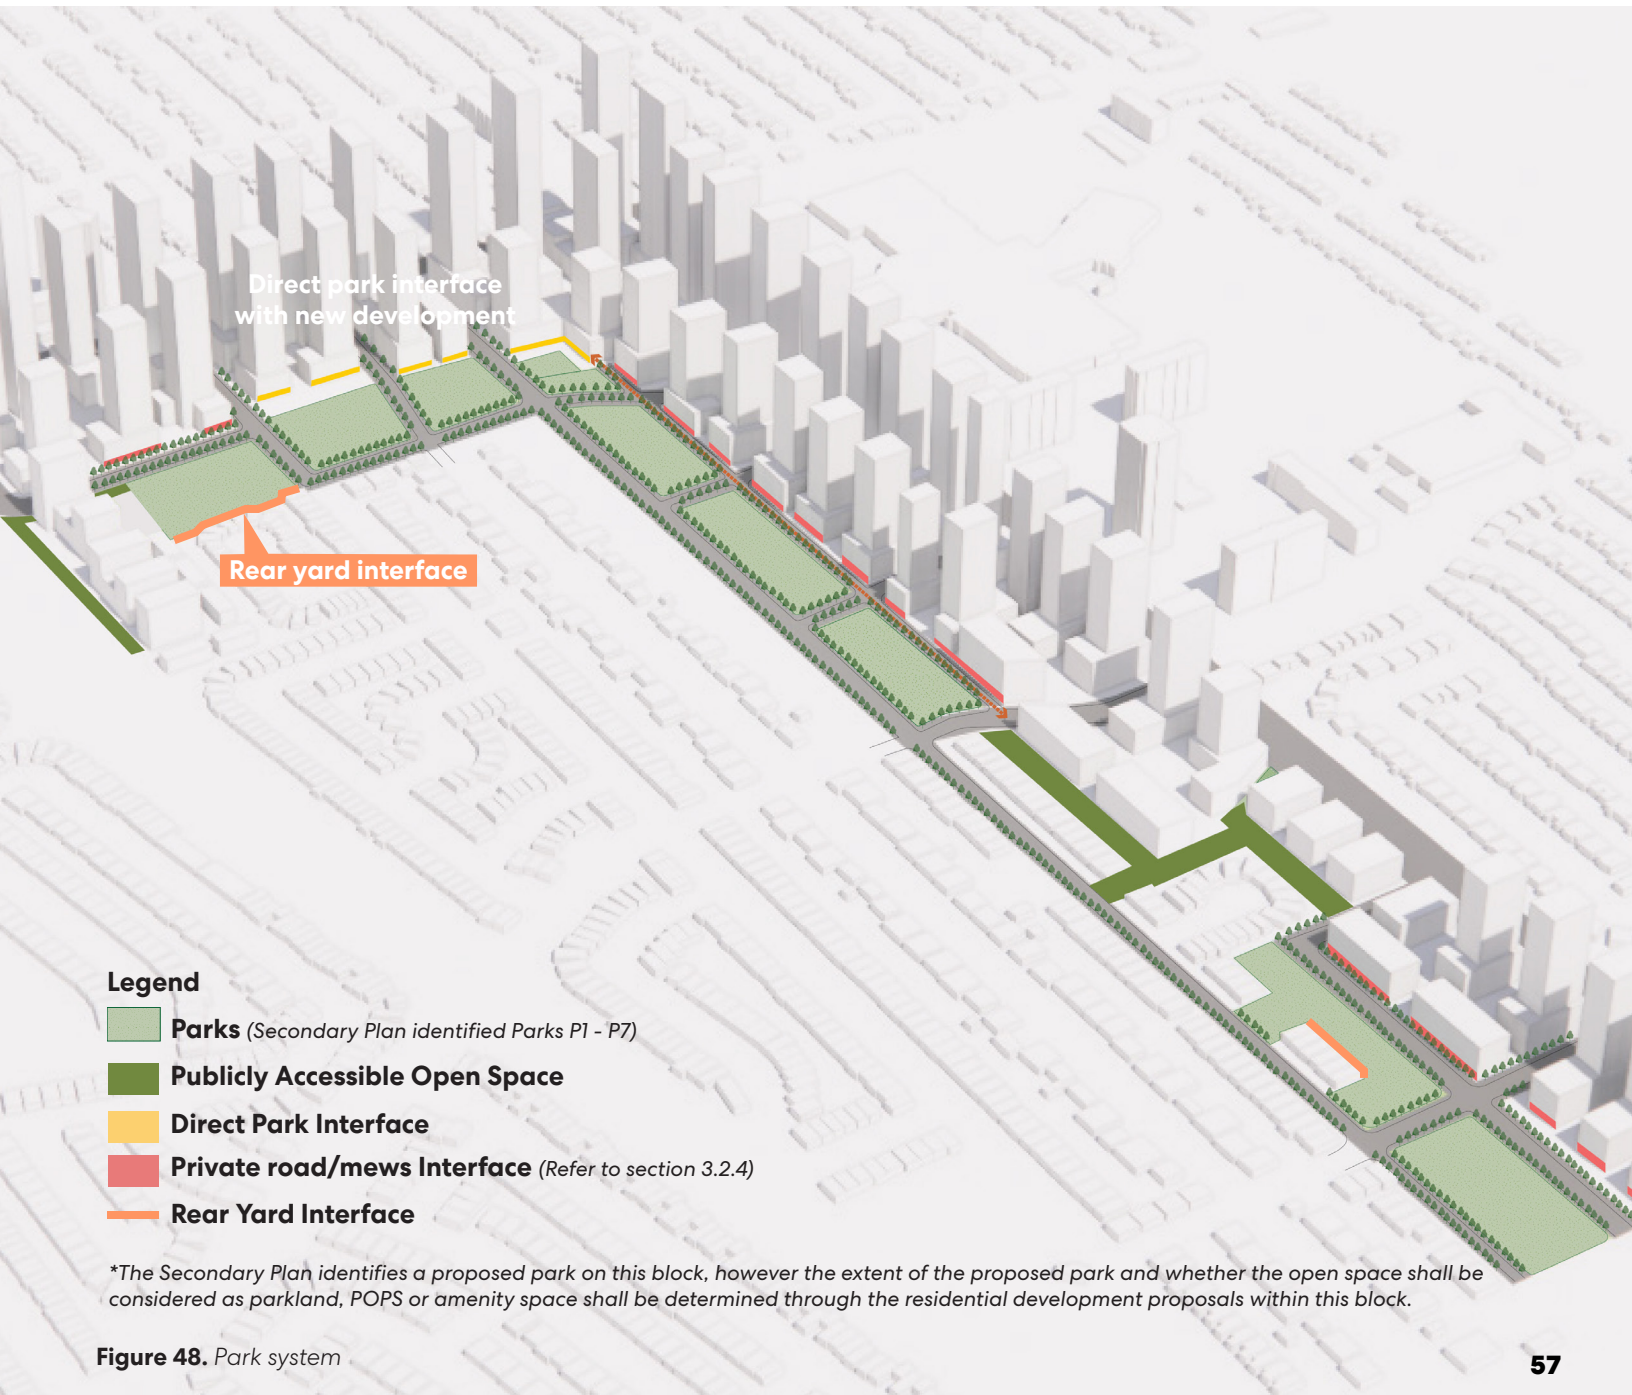 Direct park interface
with new development
Rear yard interface
Legend
Parks (Secondary Plan identified Parks P1 - P7)
Publicly Accessible Open Space
Direct Park Interface
Private road/mews Interface (Refer to section 3.2.4)
Rear Yard Interface
*The Secondary Plan identifies a proposed park on this block, however the extent of the proposed park and whether the open space shall be
considered as parkland, POPS or amenity space shall be determined through the residential development proposals within this block.
Figure 48. Park system
57